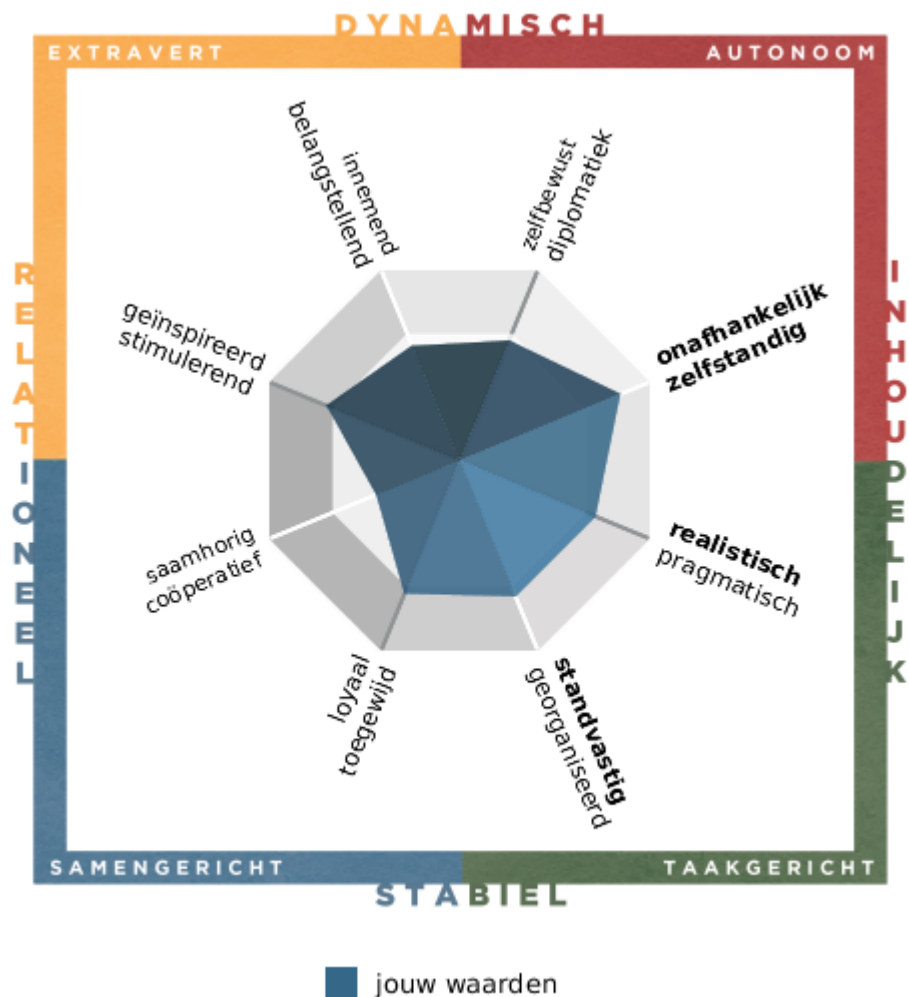 DYNAMISCH
EXTRAVERT
AUTONOOM
innemend
belangstellend
zelfbewust
diplomatiek
geïnspireerd
stimulerend
onafhankelijk
zelfstandig
RELATIONEEL
INHOUDELIJK
saamhorig
coöperatief
realistisch
pragmatisch
loyaal
toegewijd
standvastig
georganiseerd
SAMENGERICHT
TAAKGERICHT
STABIEL
jouw waarden